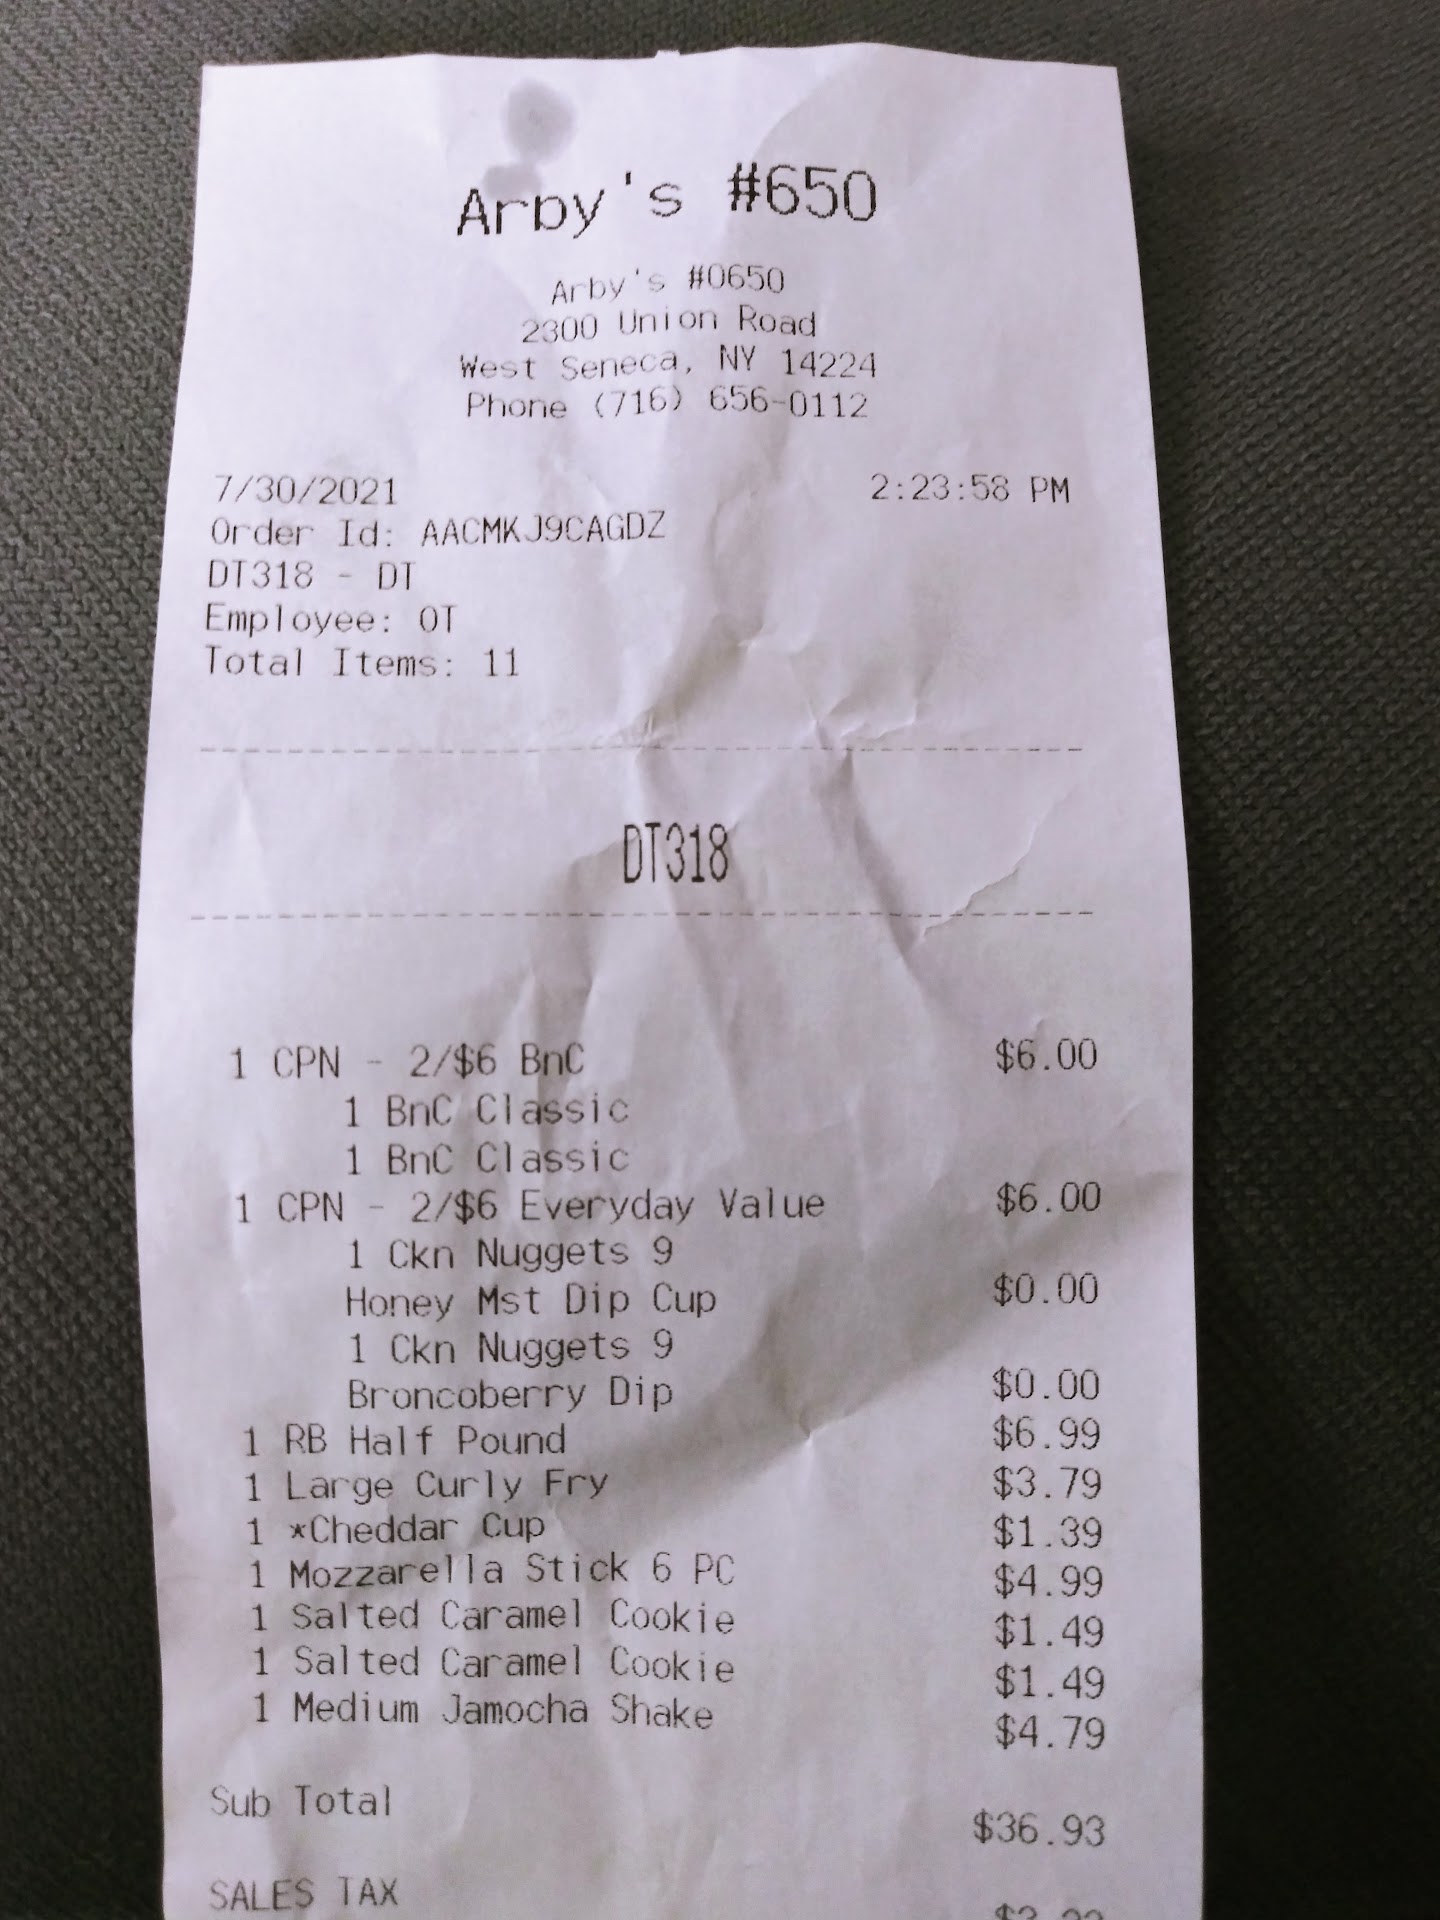 Arby's #650
Arby's #0650
2300 Union Road
West Seneca, NY 14224
Phone (716) 656-0112
7/30/2021 2:23:58 PM
Order Id: AACMKJ9CAGDZ
DT318 - DT
Employee: OT
Total Items: 11
DT318
1 CPN - 2/$6 BnC $6.00
1 BnC Classic
1 BnC Classic
1 CPN - 2/$6 Everyday Value $6.00
1 Ckn Nuggets 9
Honey Mst Dip Cup $0.00
1 Ckn Nuggets 9
Broncoberry Dip $0.00
1 RB Half Pound $6.99
1 Large Curly Fry $3.79
1 *Cheddar Cup $1.39
1 Mozzarella Stick 6 PC $4.99
1 Salted Caramel Cookie $1.49
1 Salted Caramel Cookie $1.49
1 Medium Jamocha Shake $4.79
Sub Total $36.93
SALES TAX